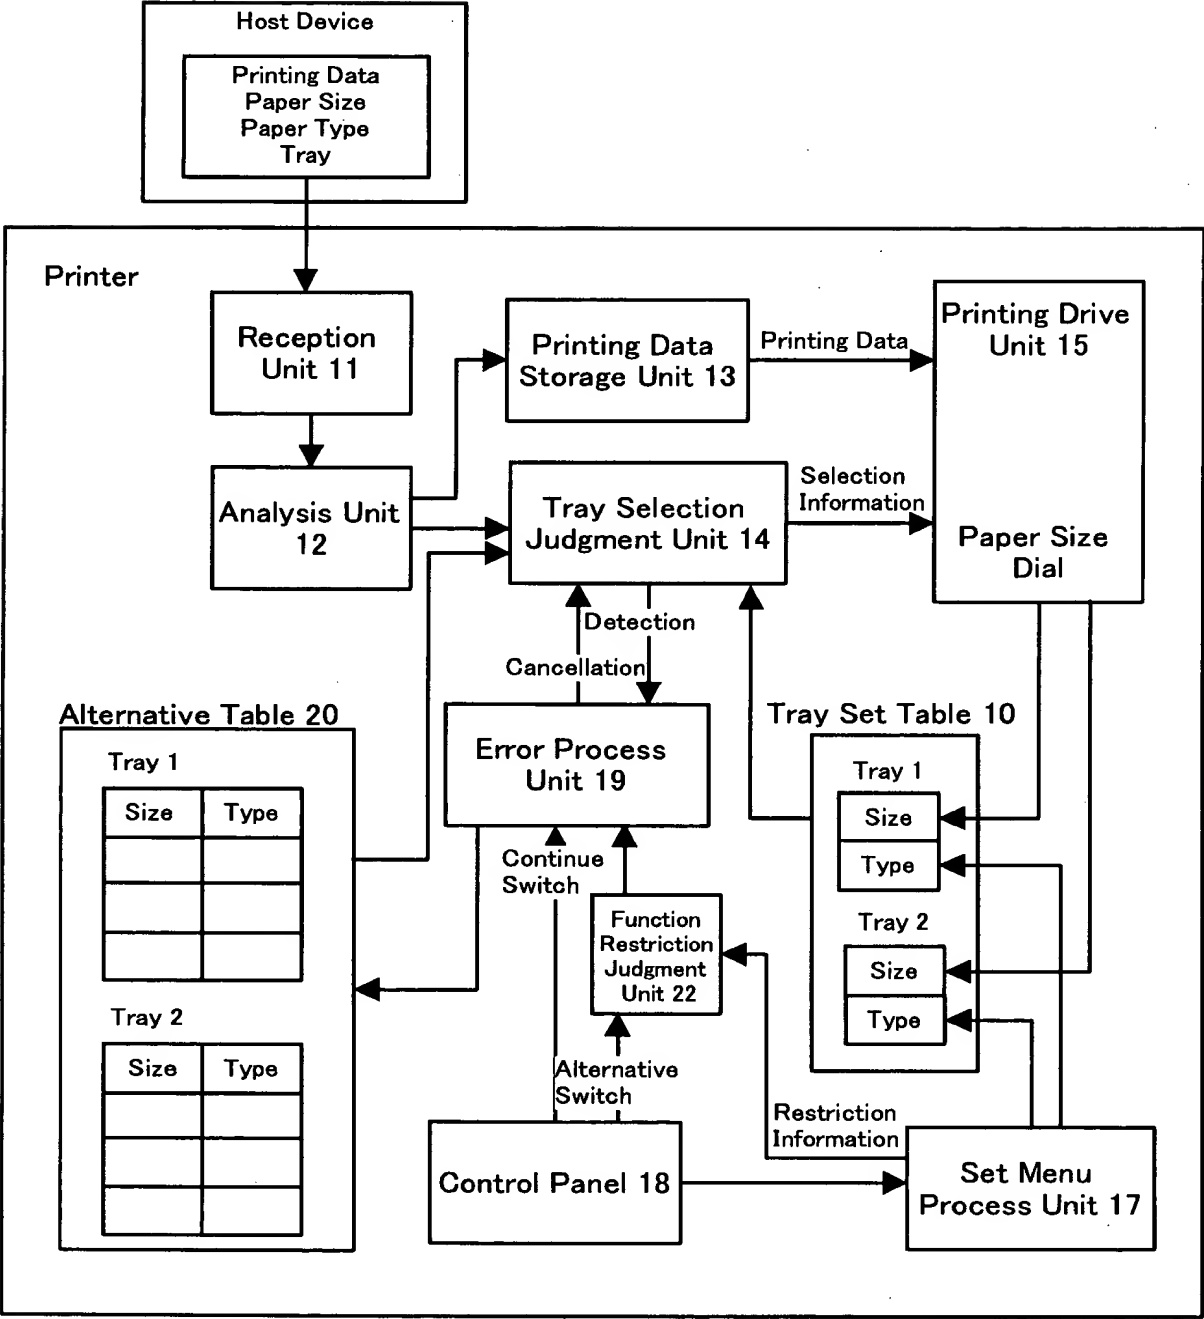 Host Device
Printing Data
Paper Size
Paper Type
Tray
Printer
Reception
Unit 11
Printing Data
Storage Unit 13
Printing Data
Printing Drive
Unit 15
Analysis Unit
12
Tray Selection
Judgment Unit 14
Selection
Information
Paper Size
Dial
Detection
Cancellation
Alternative Table 20
Tray 1
Size Type
Tray 2
Size Type
Error Process
Unit 19
Tray Set Table 10
Tray 1
Size
Type
Tray 2
Size
Type
Continue
Switch
Function
Restriction
Judgment
Unit 22
Alternative
Switch
Restriction
Information
Control Panel 18
Set Menu
Process Unit 17